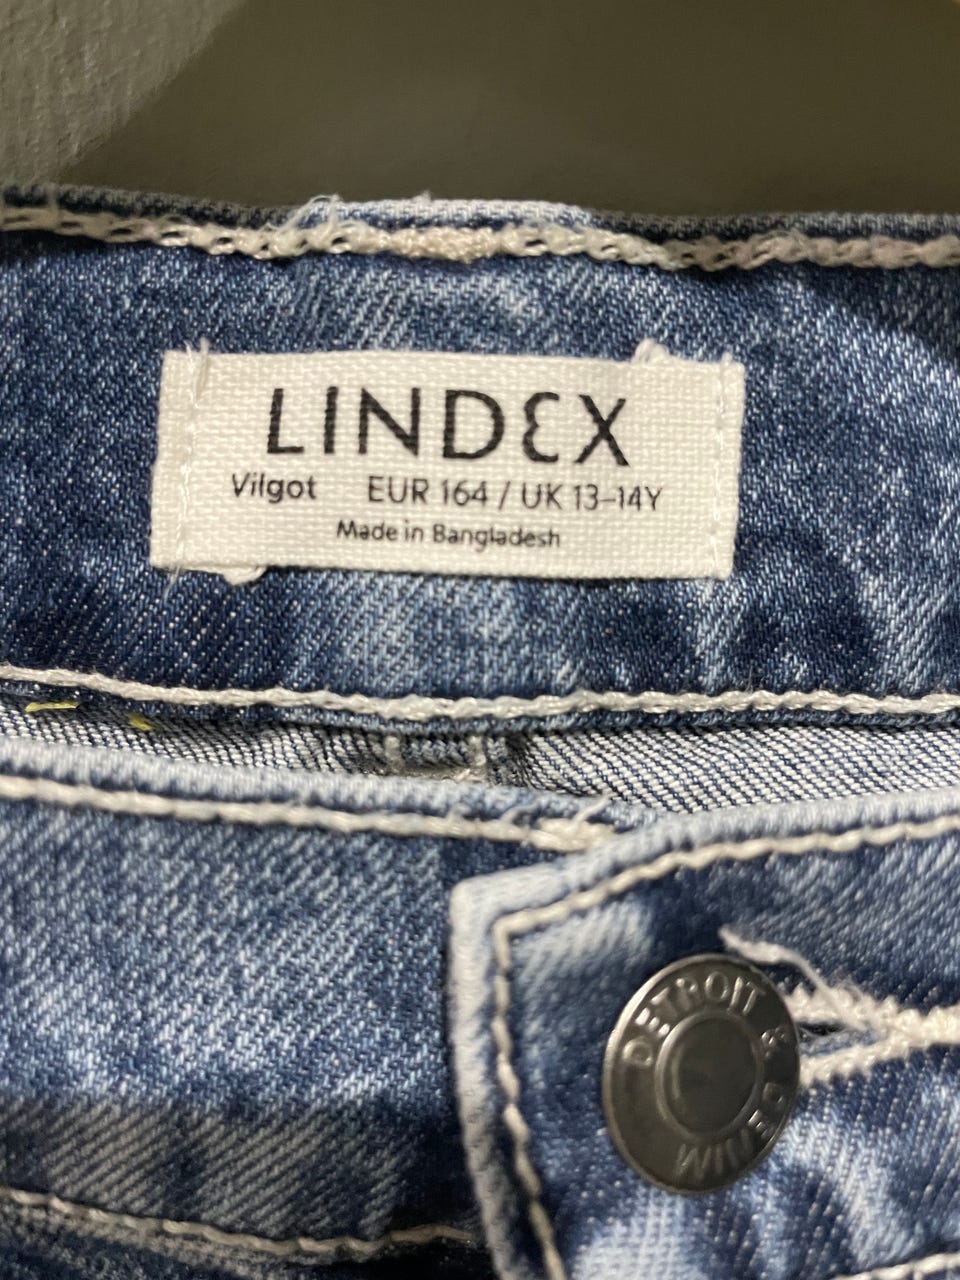 LINDEX
Vilgot EUR 164 / UK 13-14Y
Made in Bangladesh
DETROIT & DENIM